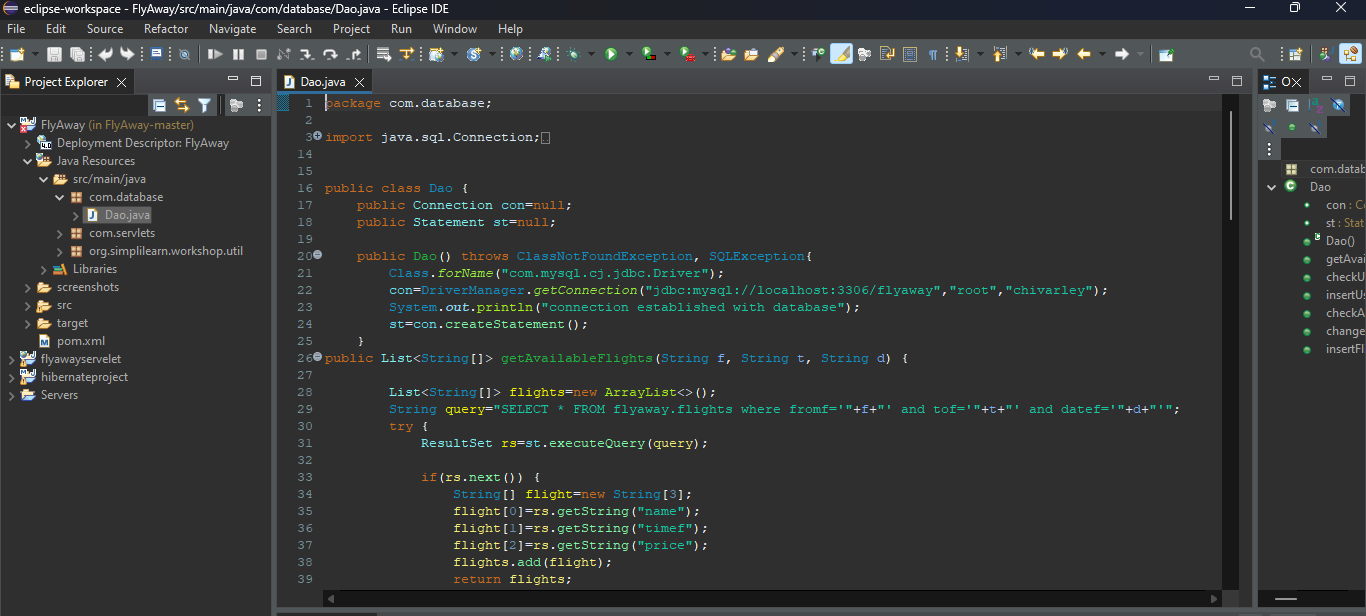 eclipse-workspace - FlyAway/src/main/java/com/database/Dao.java - Eclipse IDE
File Edit Source Refactor Navigate Search Project Run Window Help
Project Explorer
FlyAway (in FlyAway-master)
Deployment Descriptor: FlyAway
Java Resources
src/main/java
com.database
Dao.java
com.servlets
org.simplilearn.workshop.util
Libraries
screenshots
src
target
pom.xml
flyawayservelet
hibernateproject
Servers
Dao.java
1 package com.database;
2
3 import java.sql.Connection;
14
15
16 public class Dao {
17 public Connection con=null;
18 public Statement st=null;
19
20 public Dao() throws ClassNotFoundException, SQLException{
21 Class.forName("com.mysql.cj.jdbc.Driver");
22 con=DriverManager.getConnection("jdbc:mysql://localhost:3306/flyaway","root","chivarley");
23 System.out.println("connection established with database");
24 st=con.createStatement();
25 }
26 public List<String[]> getAvailableFlights(String f, String t, String d) {
27
28 List<String[]> flights=new ArrayList<>();
29 String query="SELECT * FROM flyaway.flights where fromf='"+f+"' and tof='"+t+"' and datef='"+d+"'";
30 try {
31 ResultSet rs=st.executeQuery(query);
32
33 if(rs.next()) {
34 String[] flight=new String[3];
35 flight[0]=rs.getString("name");
36 flight[1]=rs.getString("timef");
37 flight[2]=rs.getString("price");
38 flights.add(flight);
39 return flights;
O
com.datab
Dao
con : C
st : Stat
Dao()
getAvai
checkU
insertU
checkA
change
insertFl